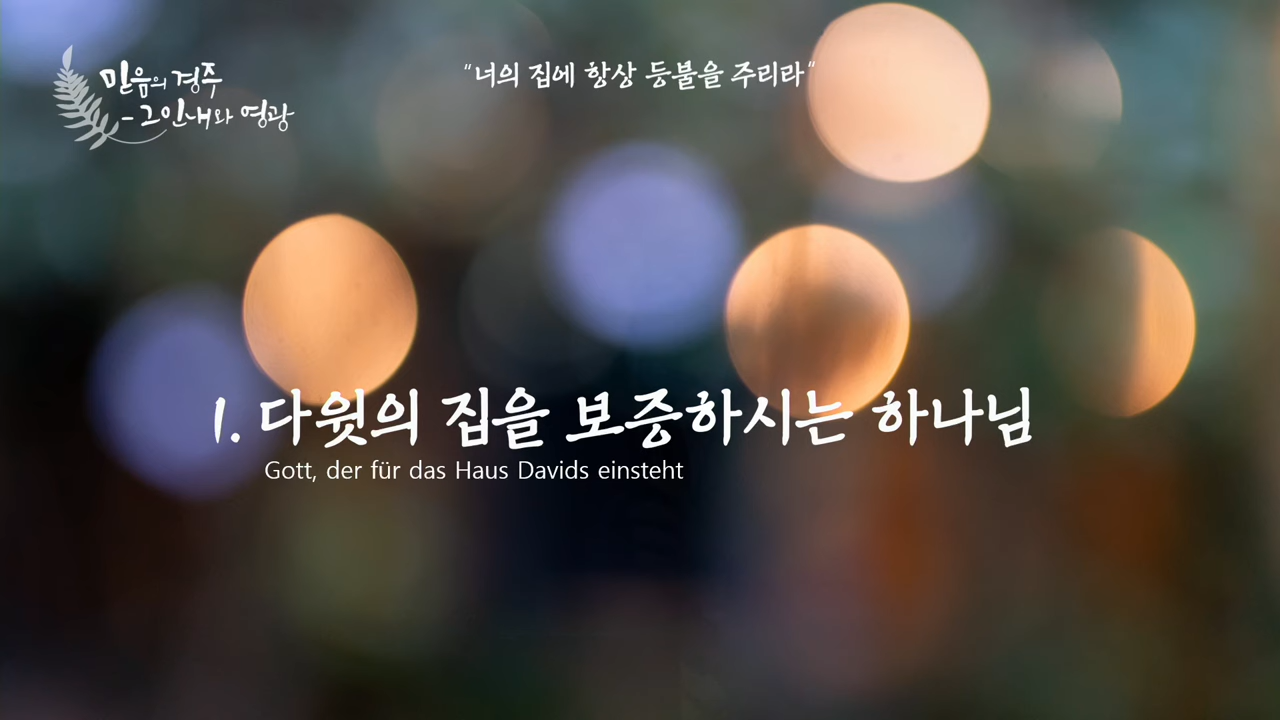 믿음의 경주
- 그 인내와 영광
"너의 집에 항상 등불을 주리라"
1. 다윗의 집을 보증하시는 하나님
Gott, der für das Haus Davids einsteht